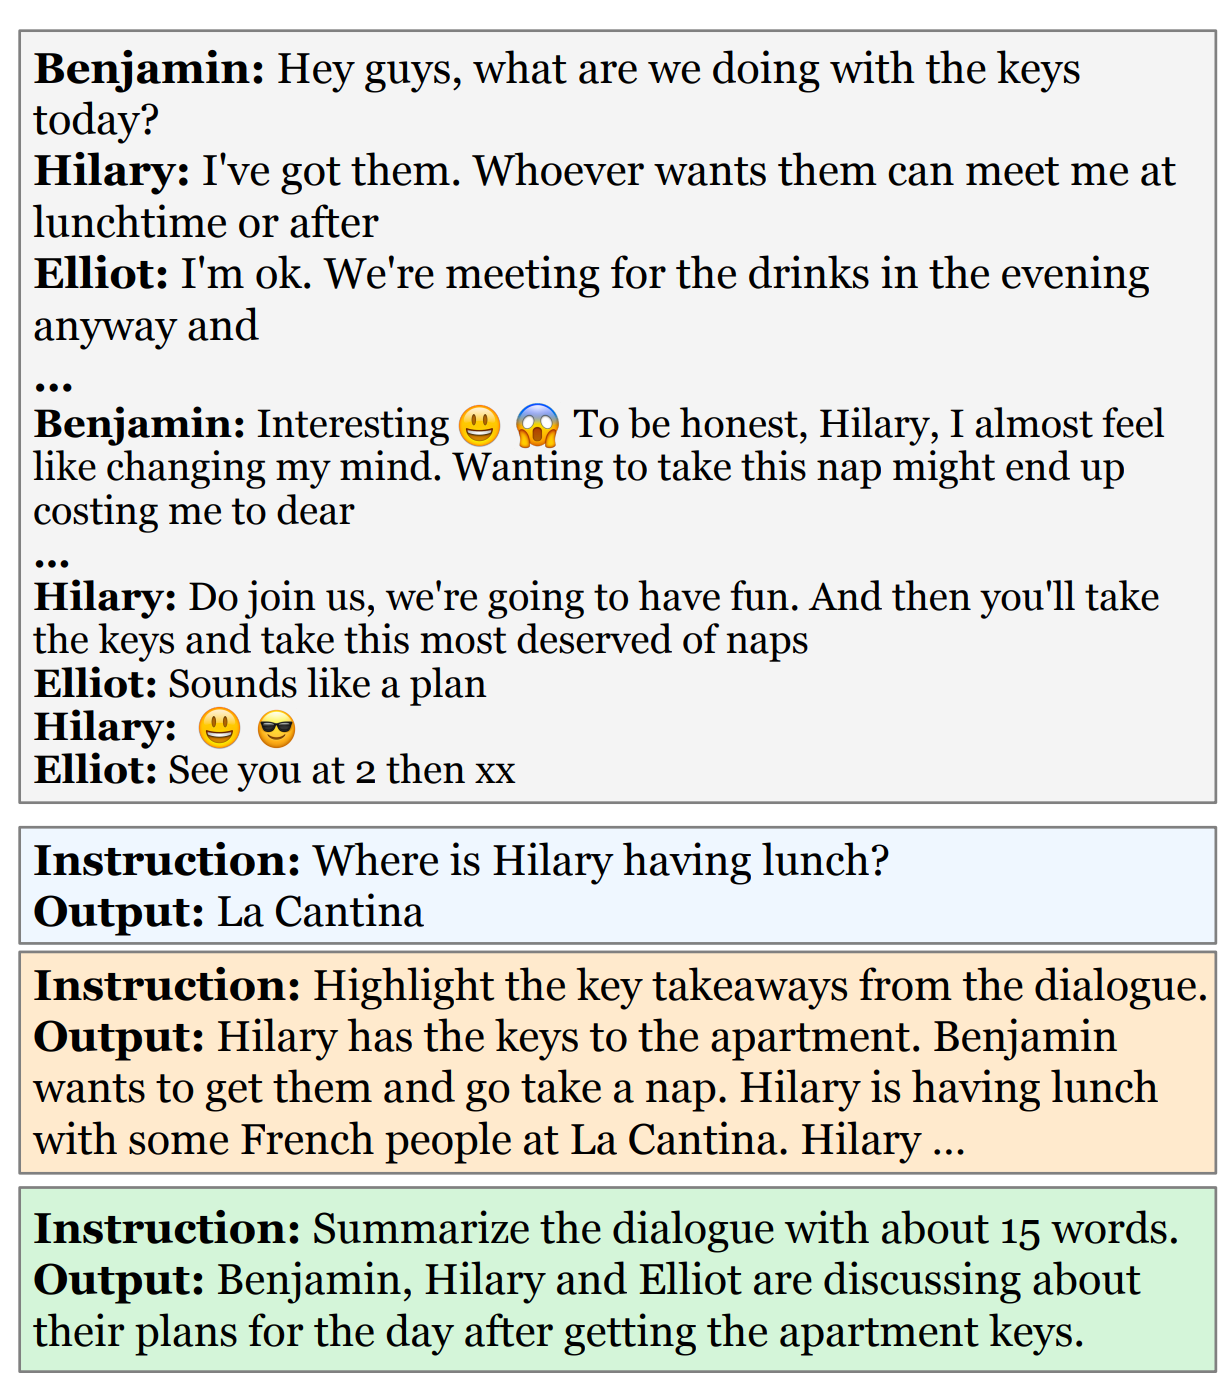 Benjamin: Hey guys, what are we doing with the keys
today?
Hilary: I've got them. Whoever wants them can meet me at
lunchtime or after
Elliot: I'm ok. We're meeting for the drinks in the evening
anyway and
...
Benjamin: Interesting 😃 😱 To be honest, Hilary, I almost feel
like changing my mind. Wanting to take this nap might end up
costing me to dear
...
Hilary: Do join us, we're going to have fun. And then you'll take
the keys and take this most deserved of naps
Elliot: Sounds like a plan
Hilary: 😃 😎
Elliot: See you at 2 then xx
Instruction: Where is Hilary having lunch?
Output: La Cantina
Instruction: Highlight the key takeaways from the dialogue.
Output: Hilary has the keys to the apartment. Benjamin
wants to get them and go take a nap. Hilary is having lunch
with some French people at La Cantina. Hilary ...
Instruction: Summarize the dialogue with about 15 words.
Output: Benjamin, Hilary and Elliot are discussing about
their plans for the day after getting the apartment keys.